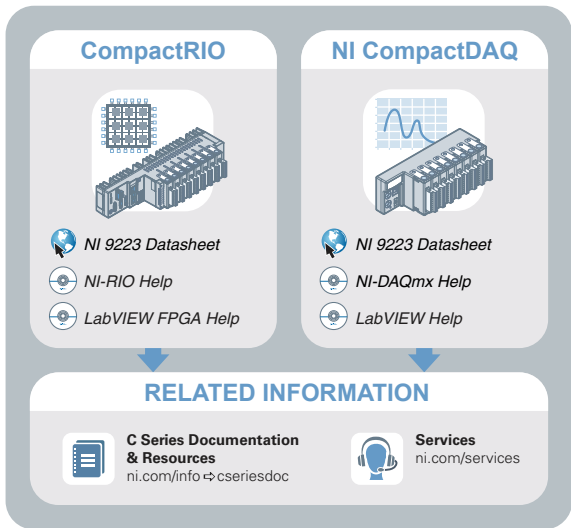 CompactRIO
NI 9223 Datasheet
NI-RIO Help
LabVIEW FPGA Help
NI CompactDAQ
NI 9223 Datasheet
NI-DAQmx Help
LabVIEW Help
RELATED INFORMATION
C Series Documentation
& Resources
ni.com/info ⇨ cseriesdoc
Services
ni.com/services